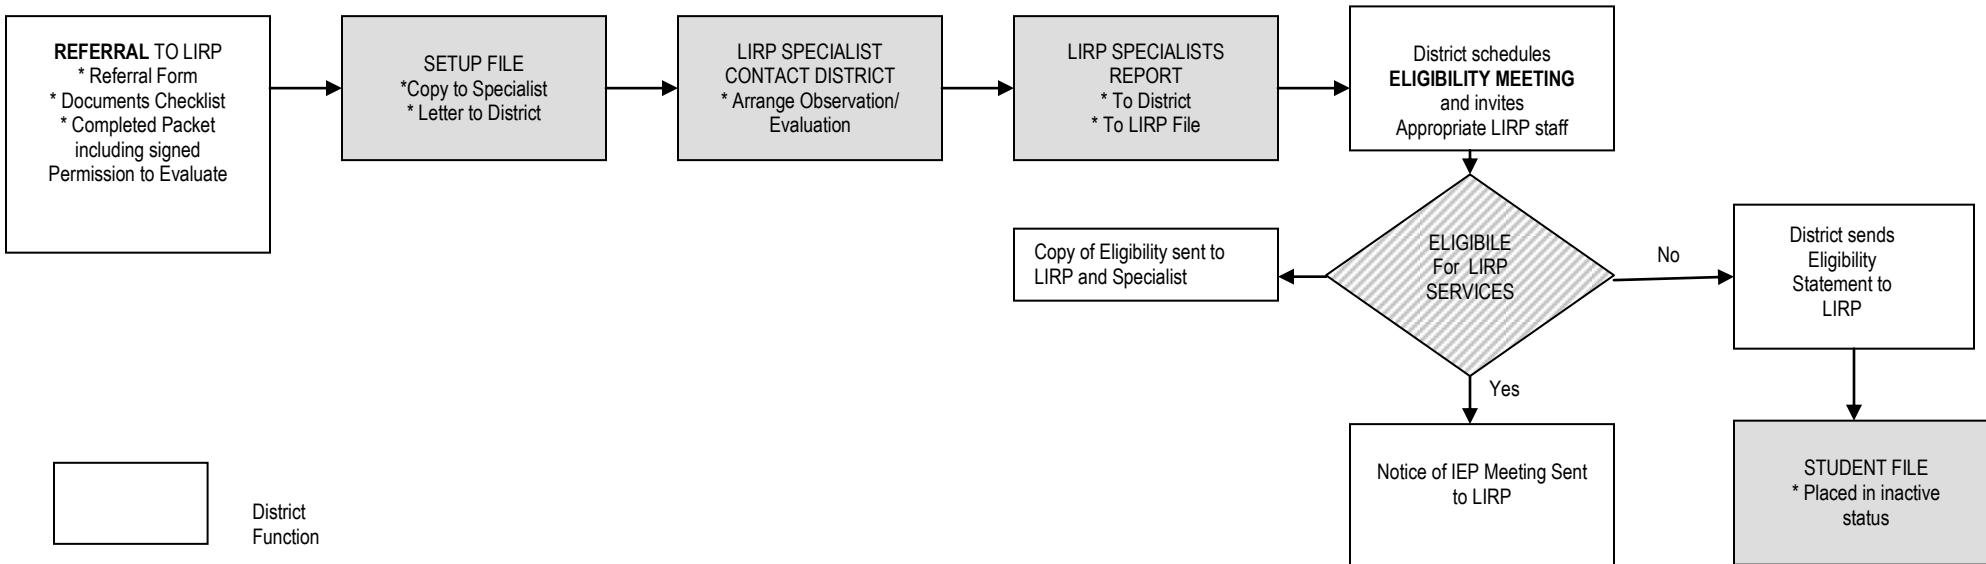 REFERRAL TO LIRP
* Referral Form
* Documents Checklist
* Completed Packet
including signed
Permission to Evaluate
SETUP FILE
*Copy to Specialist
* Letter to District
LIRP SPECIALIST
CONTACT DISTRICT
* Arrange Observation/
Evaluation
LIRP SPECIALISTS
REPORT
* To District
* To LIRP File
District schedules
ELIGIBILITY MEETING
and invites
Appropriate LIRP staff
Copy of Eligibility sent to
LIRP and Specialist
ELIGIBILE
For LIRP
SERVICES
No
District sends
Eligibility
Statement to
LIRP
Yes
Notice of IEP Meeting Sent
to LIRP
STUDENT FILE
* Placed in inactive
status
District
Function